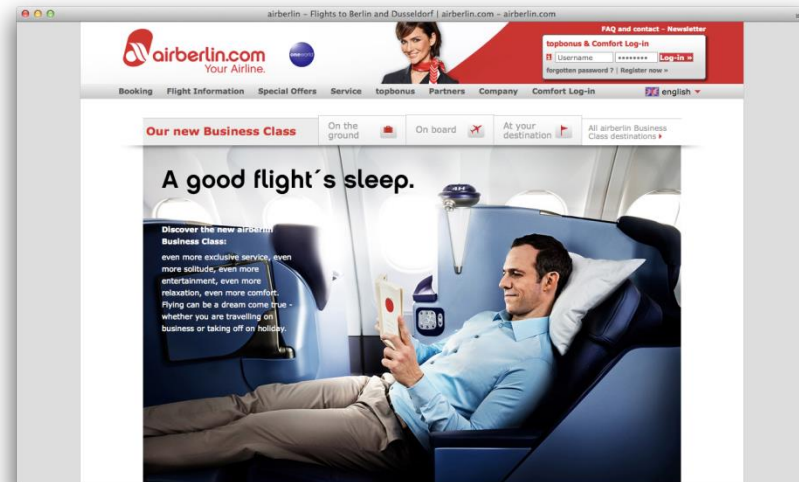 airberlin – Flights to Berlin and Dusseldorf | airberlin.com – airberlin.com
FAQ and contact – Newsletter
airberlin.com
Your Airline.
oneworld
topbonus & Comfort Log-in
Username
Log-in »
forgotten password ? | Register now »
Booking Flight Information Special Offers Service topbonus Partners Company Comfort Log-in english
Our new Business Class
On the
ground
On board
At your
destination
All airberlin Business
Class destinations
A good flight´s sleep.
Discover the new airberlin
Business Class:
even more exclusive service, even
more solitude, even more
entertainment, even more
relaxation, even more comfort.
Flying can be a dream come true -
whether you are travelling on
business or taking off on holiday.